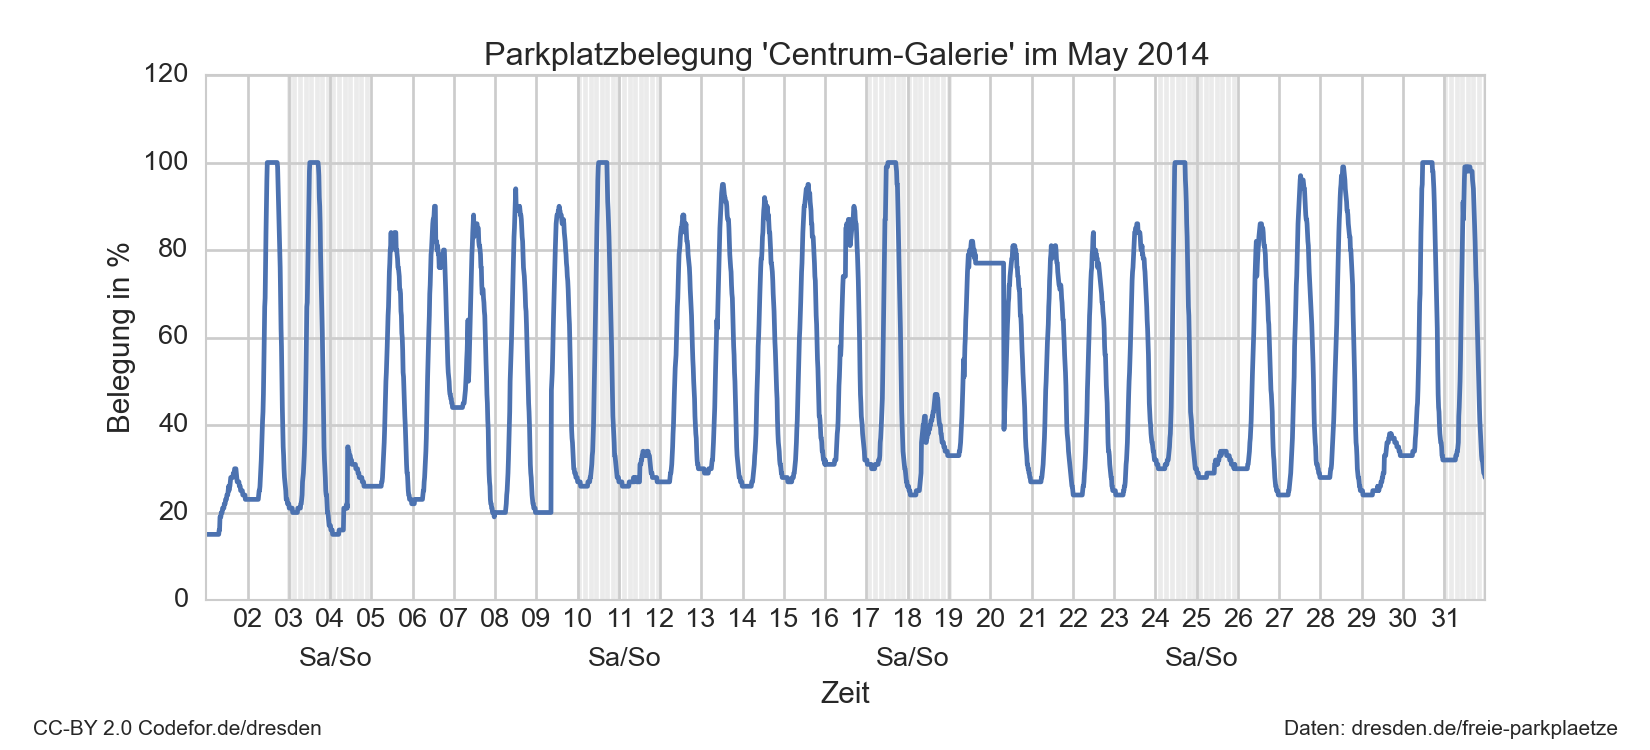 Parkplatzbelegung 'Centrum-Galerie' im May 2014
120
100
80
60
40
20
0
Belegung in %
02 03 04 05 06 07 08 09 10 11 12 13 14 15 16 17 18 19 20 21 22 23 24 25 26 27 28 29 30 31
Sa/So Sa/So Sa/So Sa/So
Zeit
CC-BY 2.0 Codefor.de/dresden
Daten: dresden.de/freie-parkplaetze